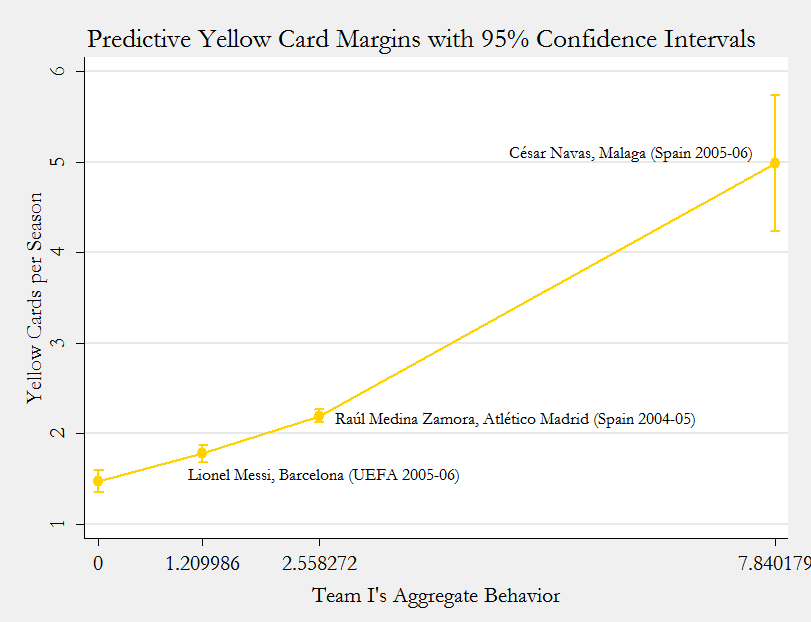 Predictive Yellow Card Margins with 95% Confidence Intervals
6
5
4
3
2
1
Yellow Cards per Season
César Navas, Malaga (Spain 2005-06)
Raúl Medina Zamora, Atlético Madrid (Spain 2004-05)
Lionel Messi, Barcelona (UEFA 2005-06)
0 1.209986 2.558272 7.840179
Team I's Aggregate Behavior